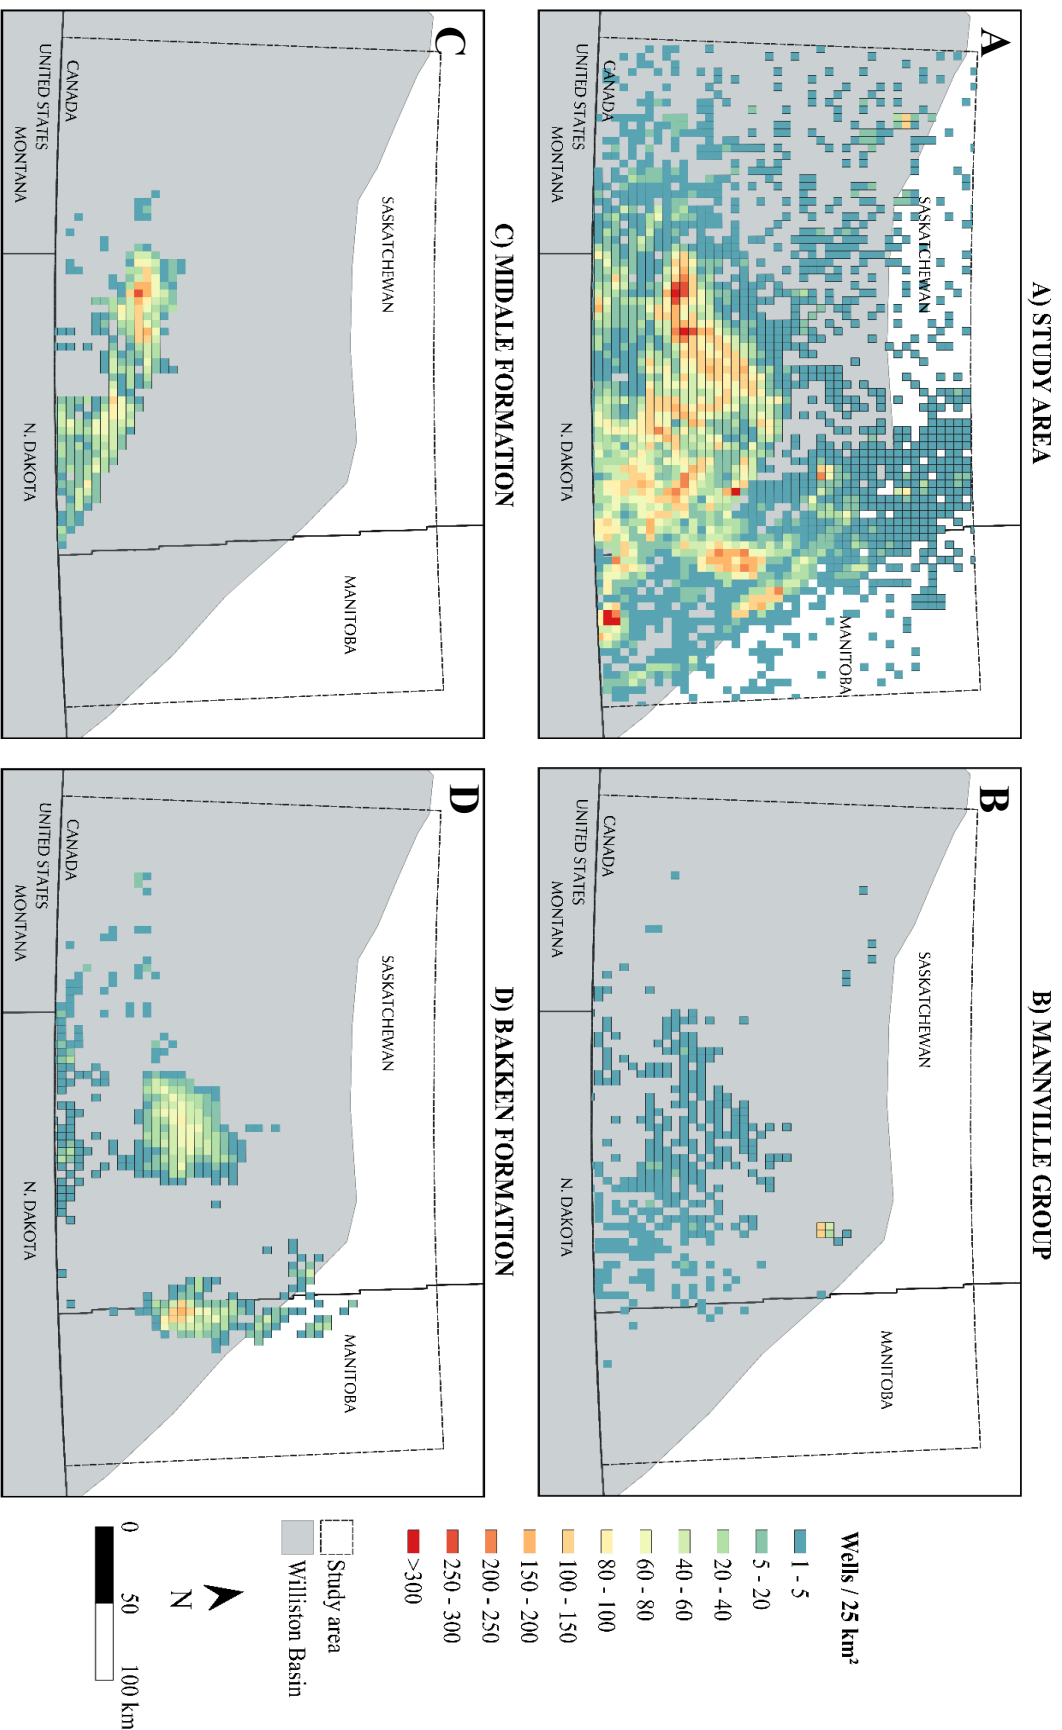 A) STUDY AREA
A
SASKATCHEWAN
MANITOBA
CANADA
UNITED STATES
MONTANA
N. DAKOTA
B) MANNVILLE GROUP
B
SASKATCHEWAN
MANITOBA
CANADA
UNITED STATES
MONTANA
N. DAKOTA
C) MIDALE FORMATION
C
SASKATCHEWAN
MANITOBA
CANADA
UNITED STATES
MONTANA
N. DAKOTA
D) BAKKEN FORMATION
D
SASKATCHEWAN
MANITOBA
CANADA
UNITED STATES
MONTANA
N. DAKOTA
Wells / 25 km²
1 - 5
5 - 20
20 - 40
40 - 60
60 - 80
80 - 100
100 - 150
150 - 200
200 - 250
250 - 300
>300
Study area
Williston Basin
N
0 50 100 km